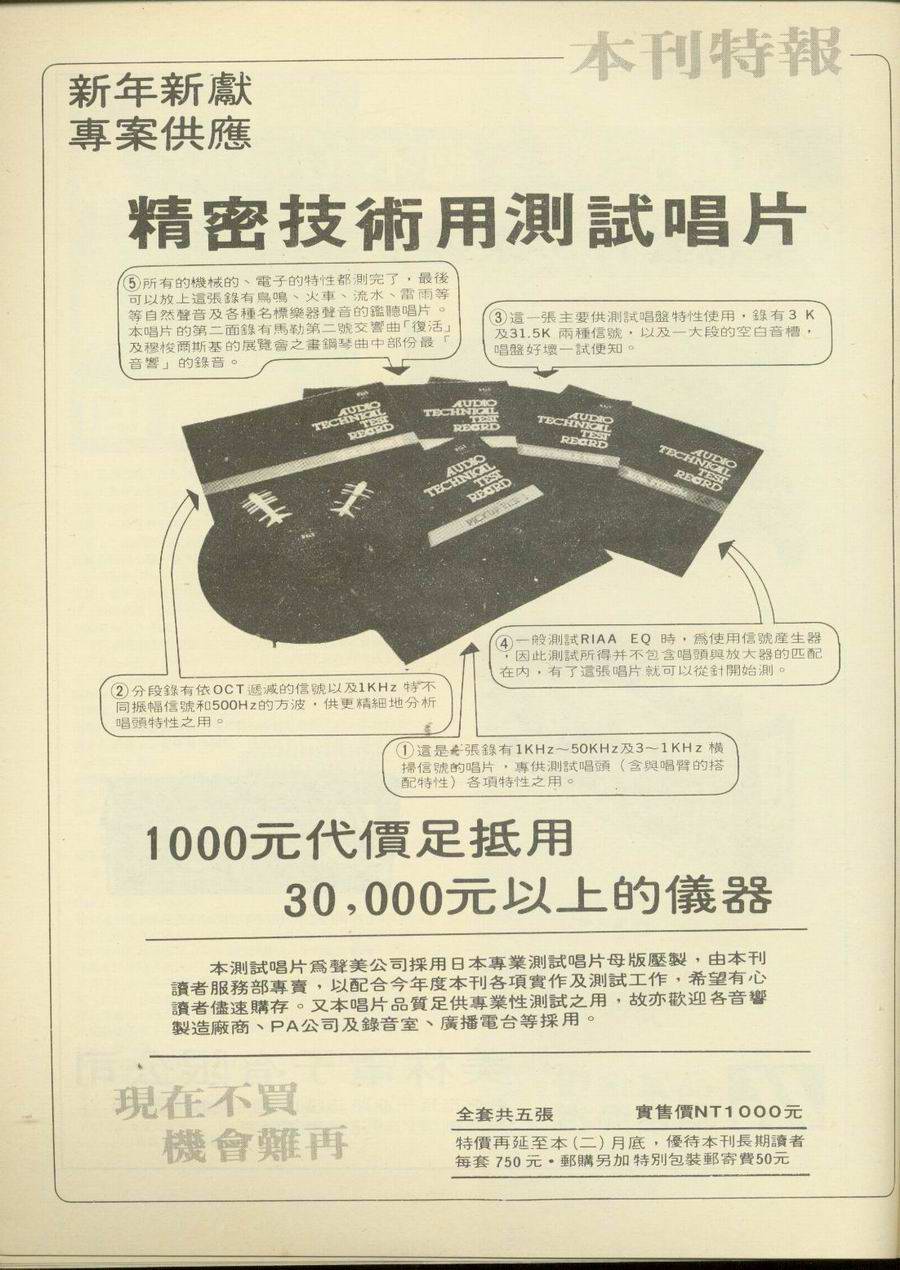 本刊特報
新年新獻
專案供應
精密技術用測試唱片
⑤所有的機械的、電子的特性都測完了，最後
可以放上這張錄有鳥鳴、火車、流水、雷雨等
等自然聲音及各種名標樂器聲音的鑑聽唱片。
本唱片的第二面錄有馬勒第二號交響曲「復活」
及穆梭爾斯基的展覽會之畫鋼琴曲中部份最「
音響」的錄音。
③這一張主要供測試唱盤特性使用，錄有3 K
及31.5K 兩種信號，以及一大段的空白音槽，
唱盤好壞一試便知。
AUDIO
TECHNICAL
TEST
RECORD
AUDIO
TECHNICAL
TEST
RECORD
AUDIO
TECHNICAL
TEST
RECORD
AUDIO
TECHNICAL
TEST
RECORD
AUDIO
TECHNICAL
TEST
RECORD
④一般測試RIAA EQ 時，爲使用信號産生器
，因此測試所得并不包含唱頭與放大器的匹配
在内，有了這張唱片就可以從針開始測。
②分段錄有依OCT遞减的信號以及1KHz 特不
同振幅信號和500Hz的方波，供更精細地分析
唱頭特性之用。
①這是 張錄有1KHz～50KHz及3～1KHz 橫
掃信號的唱片，專供測試唱頭（含與唱臂的搭
配特性）各項特性之用。
1000元代價足抵用
30,000元以上的儀器
本測試唱片爲聲美公司採用日本專業測試唱片母版壓製，由本刊
讀者服務部專賣，以配合今年度本刊各項實作及測試工作，希望有心
讀者儘速購存。又本唱片品質足供專業性測試之用，故亦歡迎各音響
製造廠商、PA公司及錄音室、廣播電台等採用。
現在不買
機會難再
全套共五張 實售價NT1000元
特價再延至本(二)月底，優待本刊長期讀者
每套 750 元・郵購另加特別包裝郵寄費50元